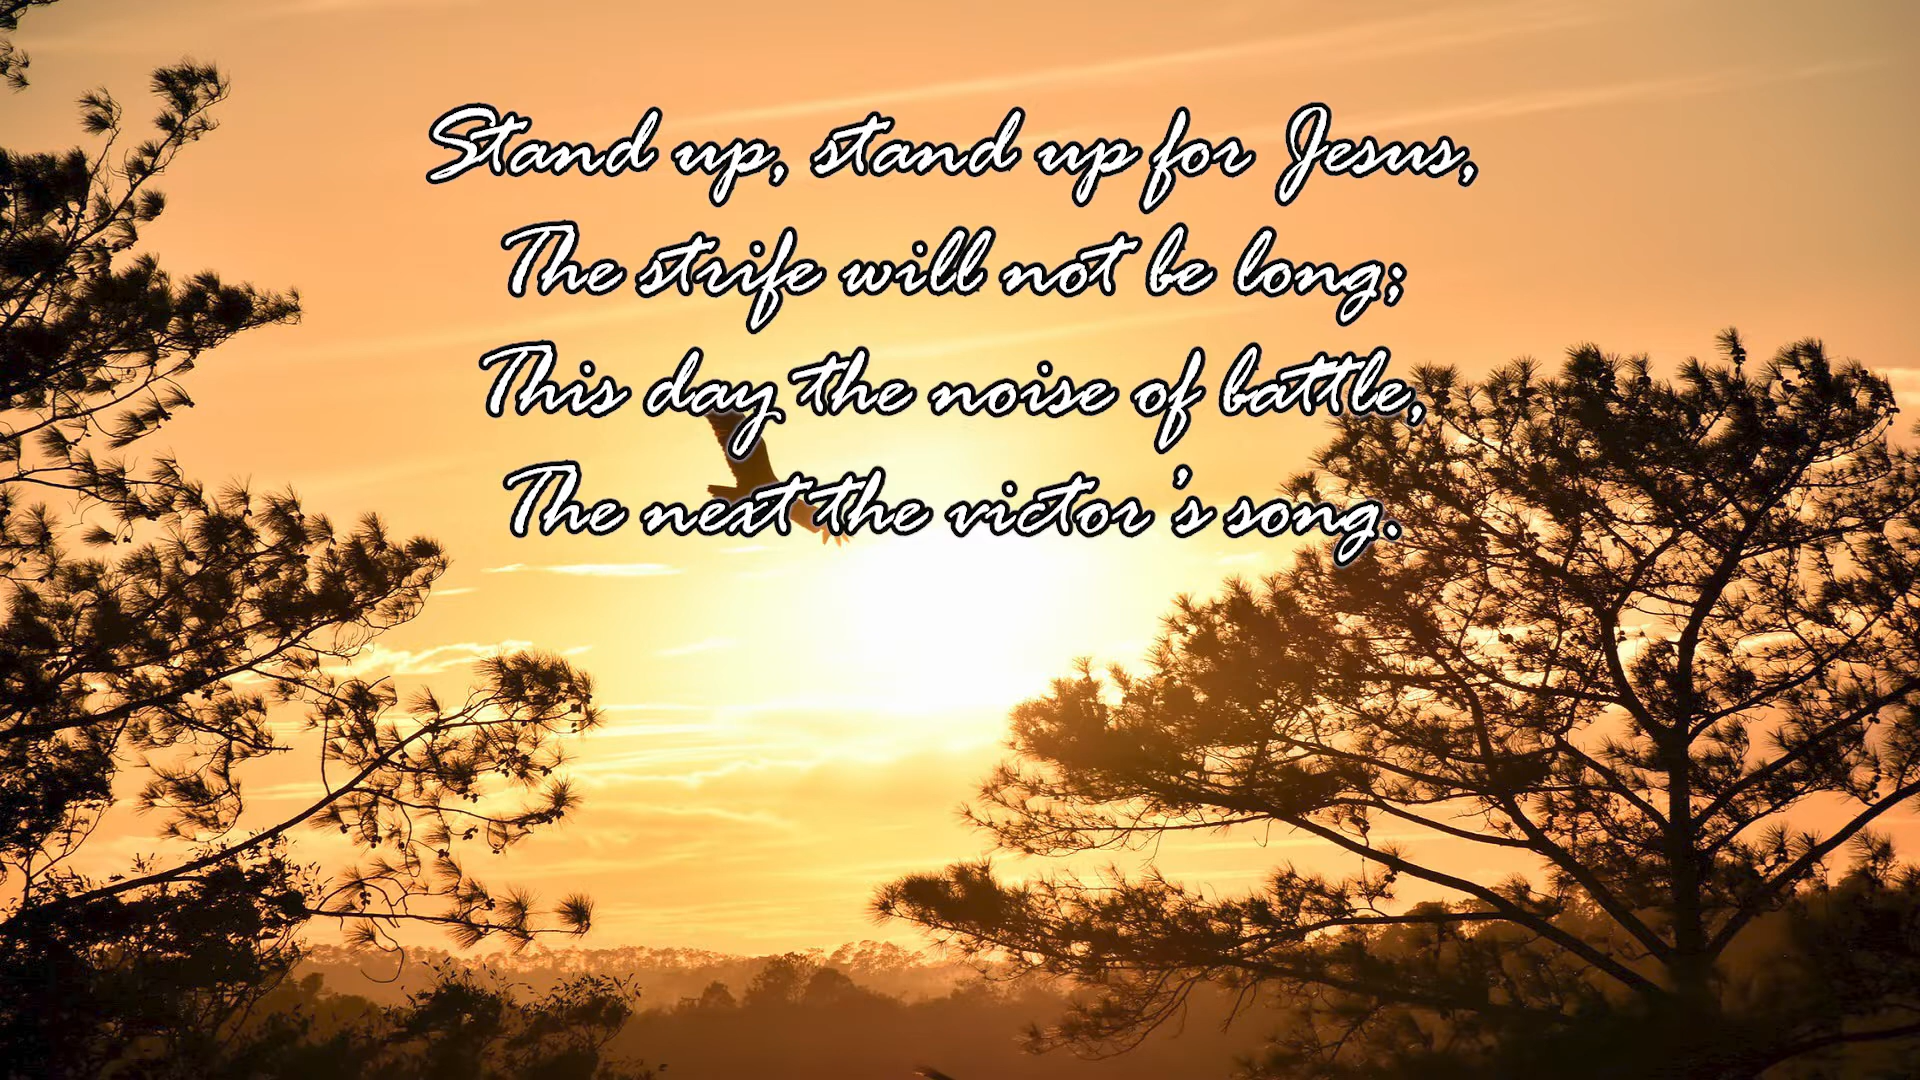 Stand up, stand up for Jesus,
The strife will not be long;
This day the noise of battle,
The next the victor's song.